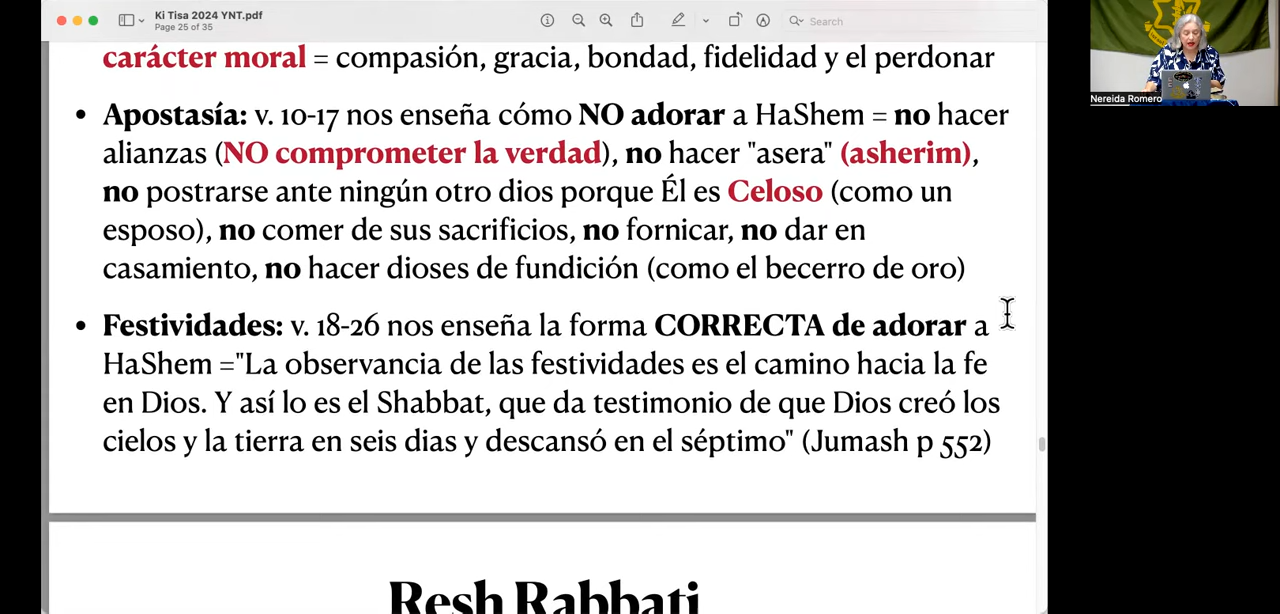 Ki Tisa 2024 YNT.pdf
Page 25 of 35
Search
carácter moral = compasión, gracia, bondad, fidelidad y el perdonar
• Apostasía: v. 10-17 nos enseña cómo NO adorar a HaShem = no hacer
alianzas (NO comprometer la verdad), no hacer "asera" (asherim),
no postrarse ante ningún otro dios porque Él es Celoso (como un
esposo), no comer de sus sacrificios, no fornicar, no dar en
casamiento, no hacer dioses de fundición (como el becerro de oro)
• Festividades: v. 18-26 nos enseña la forma CORRECTA de adorar a
HaShem ="La observancia de las festividades es el camino hacia la fe
en Dios. Y así lo es el Shabbat, que da testimonio de que Dios creó los
cielos y la tierra en seis dias y descansó en el séptimo" (Jumash p 552)
Resh Rabbati
Nereida Romero